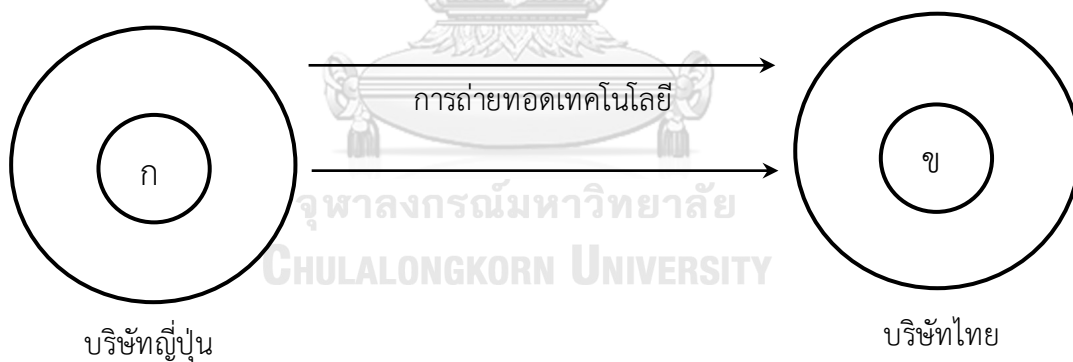 การถ่ายทอดเทคโนโลยี
ก
ข
จุฬาลงกรณ์มหาวิทยาลัย
CHULALONGKORN UNIVERSITY
บริษัทญี่ปุ่น
บริษัทไทย